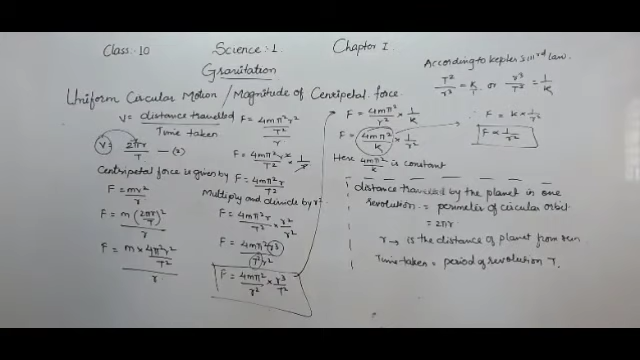 Class: 10 Science: 1 Chapter I.
Gravitation
Uniform Circular Motion / Magnitude of Centripetal force.
v = distance travelled
Time taken
v = 2πr/T — (2)
Centripetal force is given by
F = mv²/r
F = m (2πr/T)²/r
F = m × 4π²r²/T²/r
F = 4mπ²r²/T²/r
F = 4mπ²r²/T² × 1/r
F = 4mπ²r/T²
Multiply and divide by r²
F = 4mπ²r/T² × r²/r²
F = 4mπ² r³/T² r²
F = 4mπ²/r² × r³/T²
F = 4mπ²/r² × 1/K
F = 4mπ²/K × 1/r²
Here 4mπ²/K is constant
According to kepler's III rd law.
T²/r³ = K/1 or r³/T² = 1/K
F = K × 1/r²
F ∝ 1/r²
distance travelled by the planet in one
revolution = perimeter of circular orbit
= 2πr
r → is the distance of planet from sun
Time taken = period of revolution T.